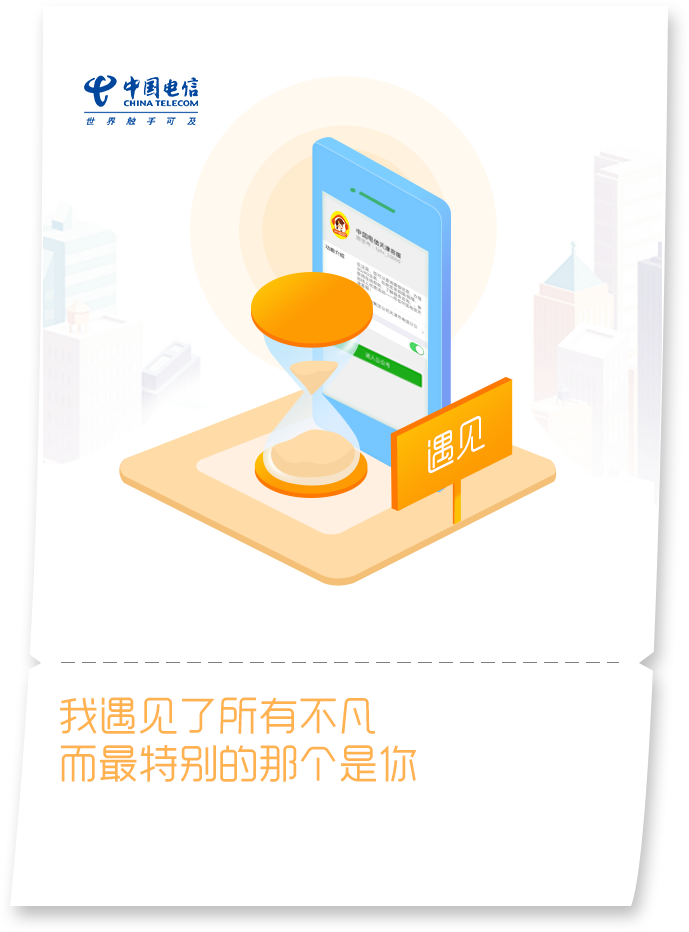 中国电信
CHINA TELECOM
世界触手可及
中国电信天津客服
功能介绍
进入公众号
遇见
我遇见了所有不凡
而最特别的那个是你